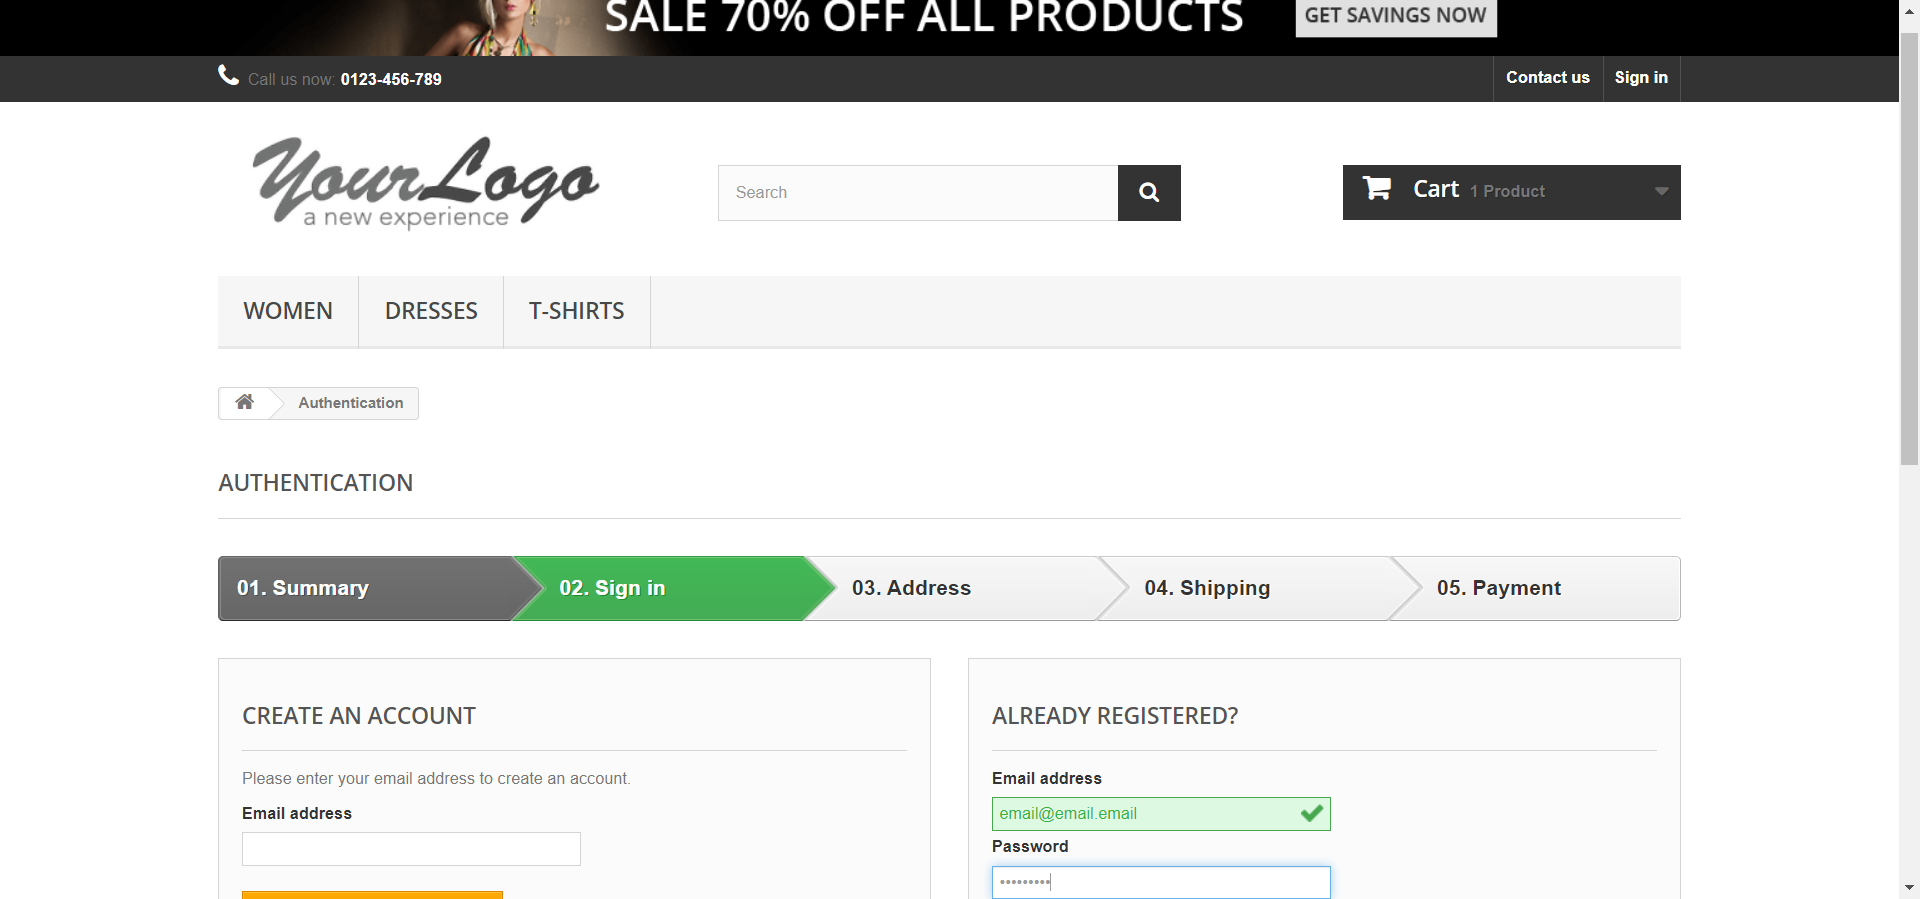 SALE 70% OFF ALL PRODUCTS
GET SAVINGS NOW
Call us now: 0123-456-789
Contact us
Sign in
Your Logo
a new experience
Search
Cart 1 Product
WOMEN
DRESSES
T-SHIRTS
Authentication
AUTHENTICATION
01. Summary
02. Sign in
03. Address
04. Shipping
05. Payment
CREATE AN ACCOUNT
Please enter your email address to create an account.
Email address
ALREADY REGISTERED?
Email address
email@email.email
Password
•••••••••